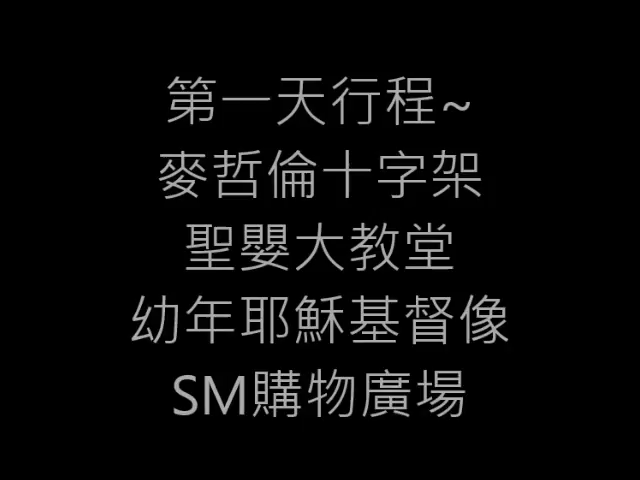 第一天行程~
麥哲倫十字架
聖嬰大教堂
幼年耶穌基督像
SM購物廣場